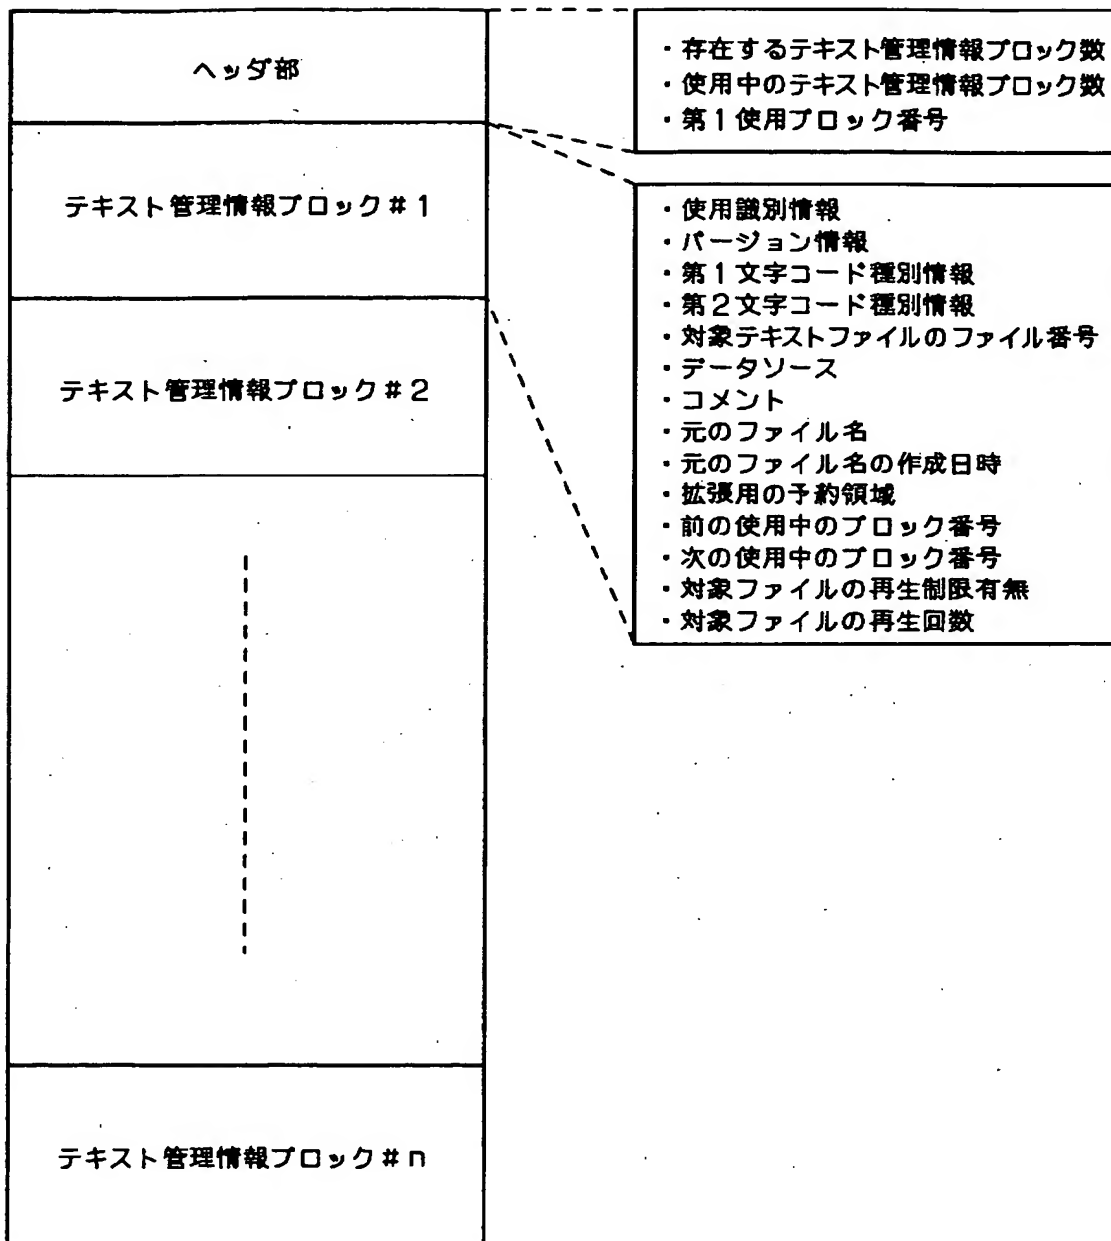 ヘッダ部
・存在するテキスト管理情報ブロック数
・使用中のテキスト管理情報ブロック数
・第1使用ブロック番号
テキスト管理情報ブロック#1
・使用識別情報
・バージョン情報
・第1文字コード種別情報
・第2文字コード種別情報
・対象テキストファイルのファイル番号
・データソース
・コメント
・元のファイル名
・元のファイル名の作成日時
・拡張用の予約領域
・前の使用中のブロック番号
・次の使用中のブロック番号
・対象ファイルの再生制限有無
・対象ファイルの再生回数
テキスト管理情報ブロック#2
テキスト管理情報ブロック#n